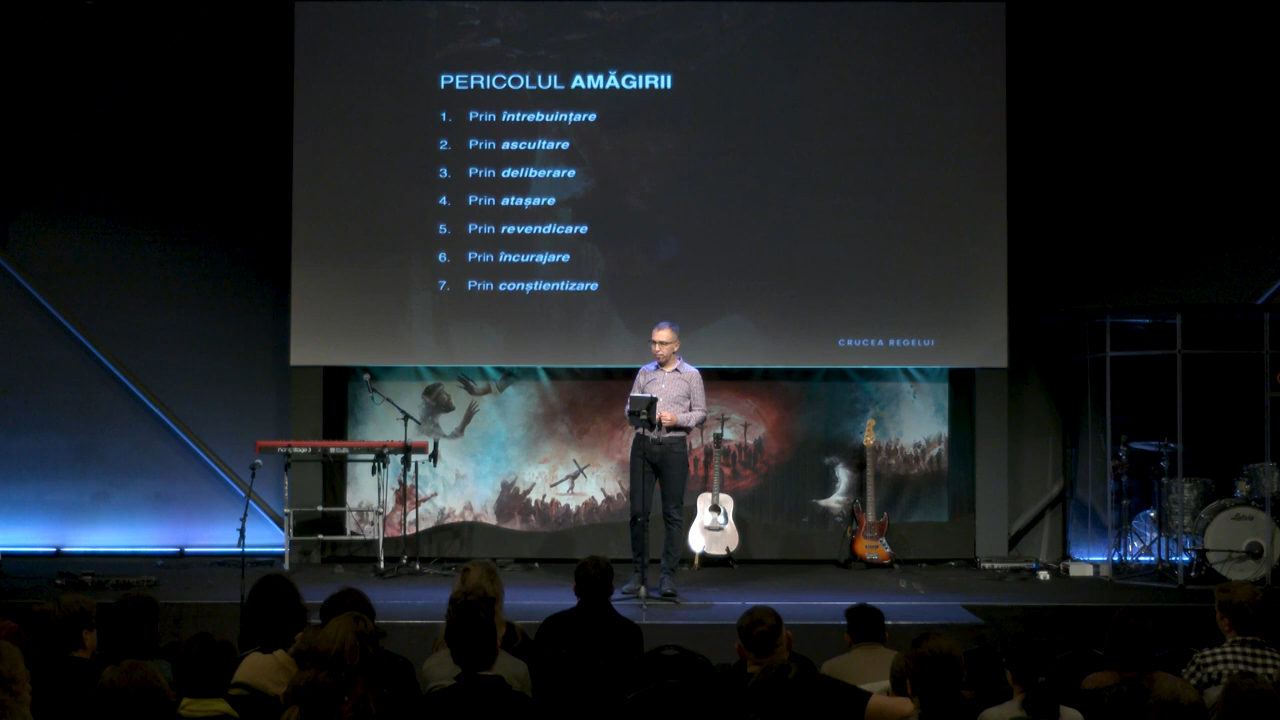 PERICOLUL AMĂGIRII
1. Prin întrebuințare
2. Prin ascultare
3. Prin deliberare
4. Prin atașare
5. Prin revendicare
6. Prin încurajare
7. Prin conștientizare
CRUCEA REGELUI
Ludwig